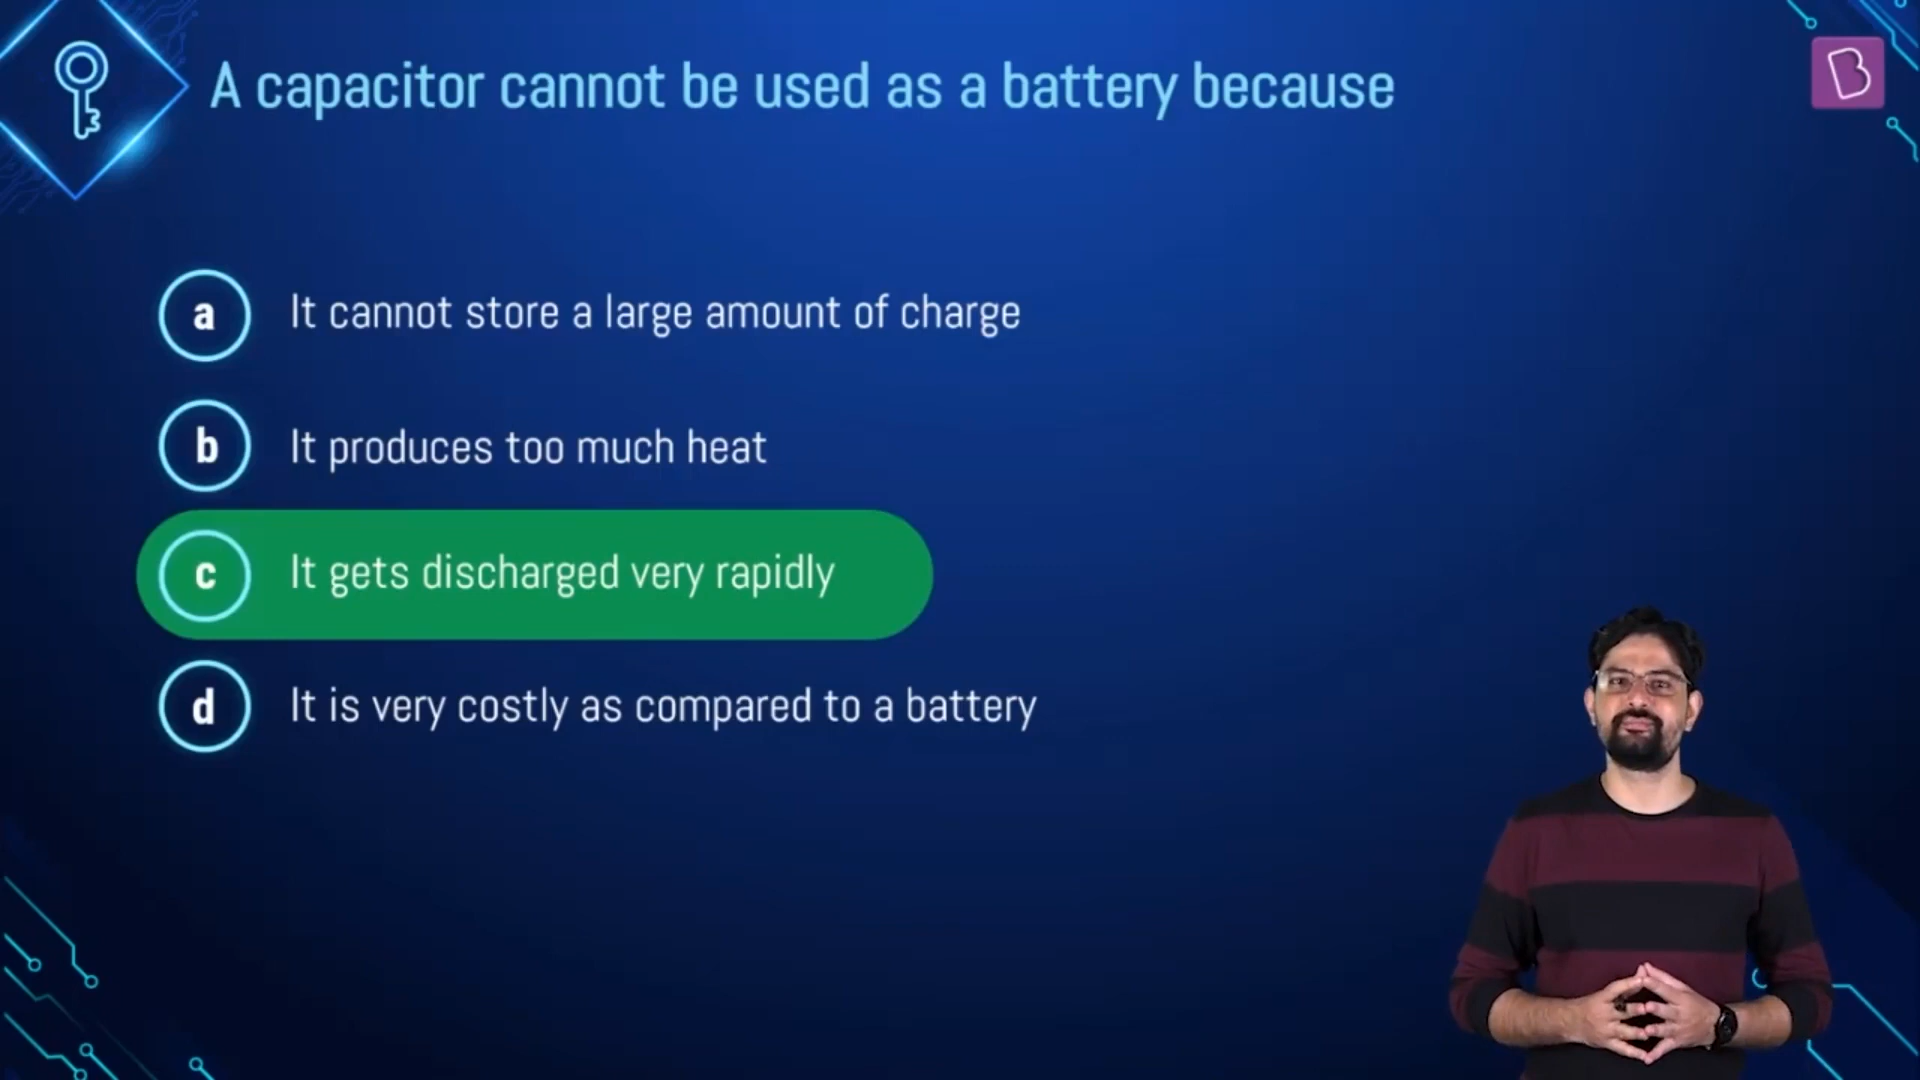 A capacitor cannot be used as a battery because
a It cannot store a large amount of charge
b It produces too much heat
c It gets discharged very rapidly
d It is very costly as compared to a battery
B